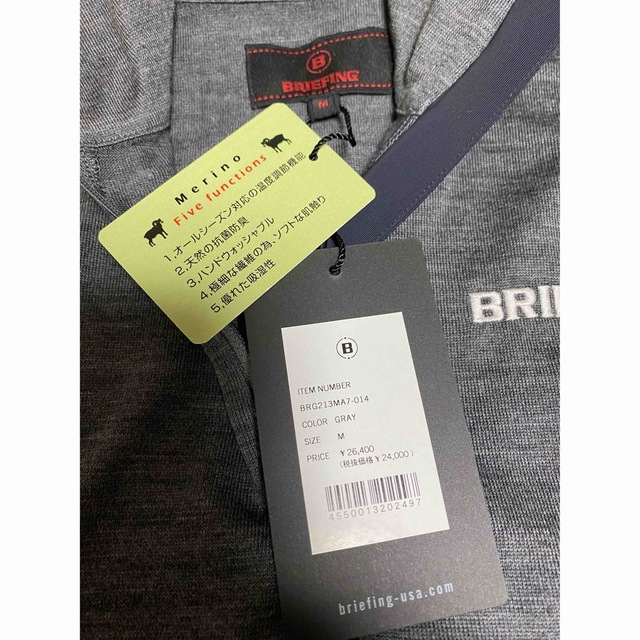 B
BRIEFING
M
Merino
Five functions
1,オールシーズン対応の温度調節機能
2,天然の抗菌防臭
3,ハンドウォッシャブル
4,極細な繊維の為、ソフトな肌触り
5,優れた吸湿性
BRIE
B
ITEM NUMBER
BRG213MA7-014
COLOR GRAY
SIZE M
PRICE ¥26,400
(税抜価格¥24,000)
4550013202497
briefing-usa.com